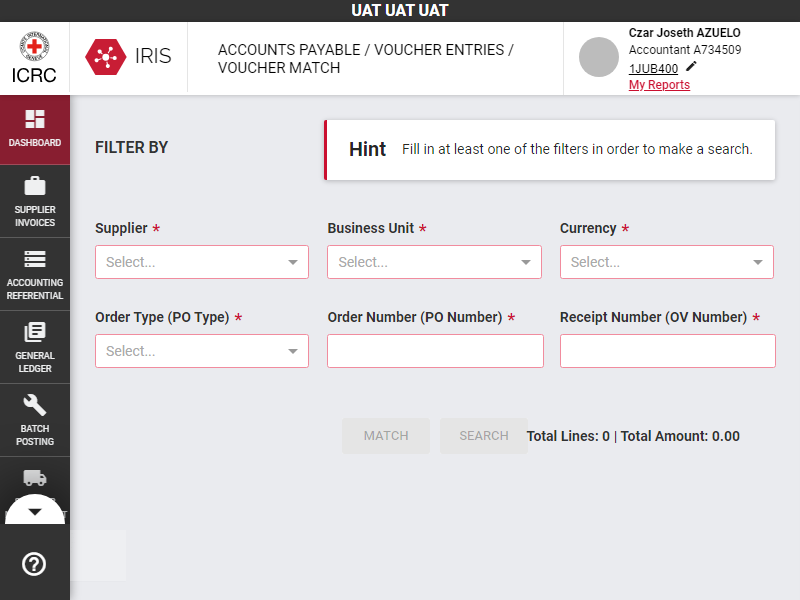 UAT UAT UAT
ICRC
IRIS
ACCOUNTS PAYABLE / VOUCHER ENTRIES /
VOUCHER MATCH
Czar Joseth AZUELO
Accountant A734509
1JUB400
My Reports
DASHBOARD
SUPPLIER
INVOICES
ACCOUNTING
REFERENTIAL
GENERAL
LEDGER
BATCH
POSTING
FILTER BY
Hint Fill in at least one of the filters in order to make a search.
Supplier *
Business Unit *
Currency *
Select...
Select...
Select...
Order Type (PO Type) *
Order Number (PO Number) *
Receipt Number (OV Number) *
Select...
MATCH
SEARCH
Total Lines: 0 | Total Amount: 0.00